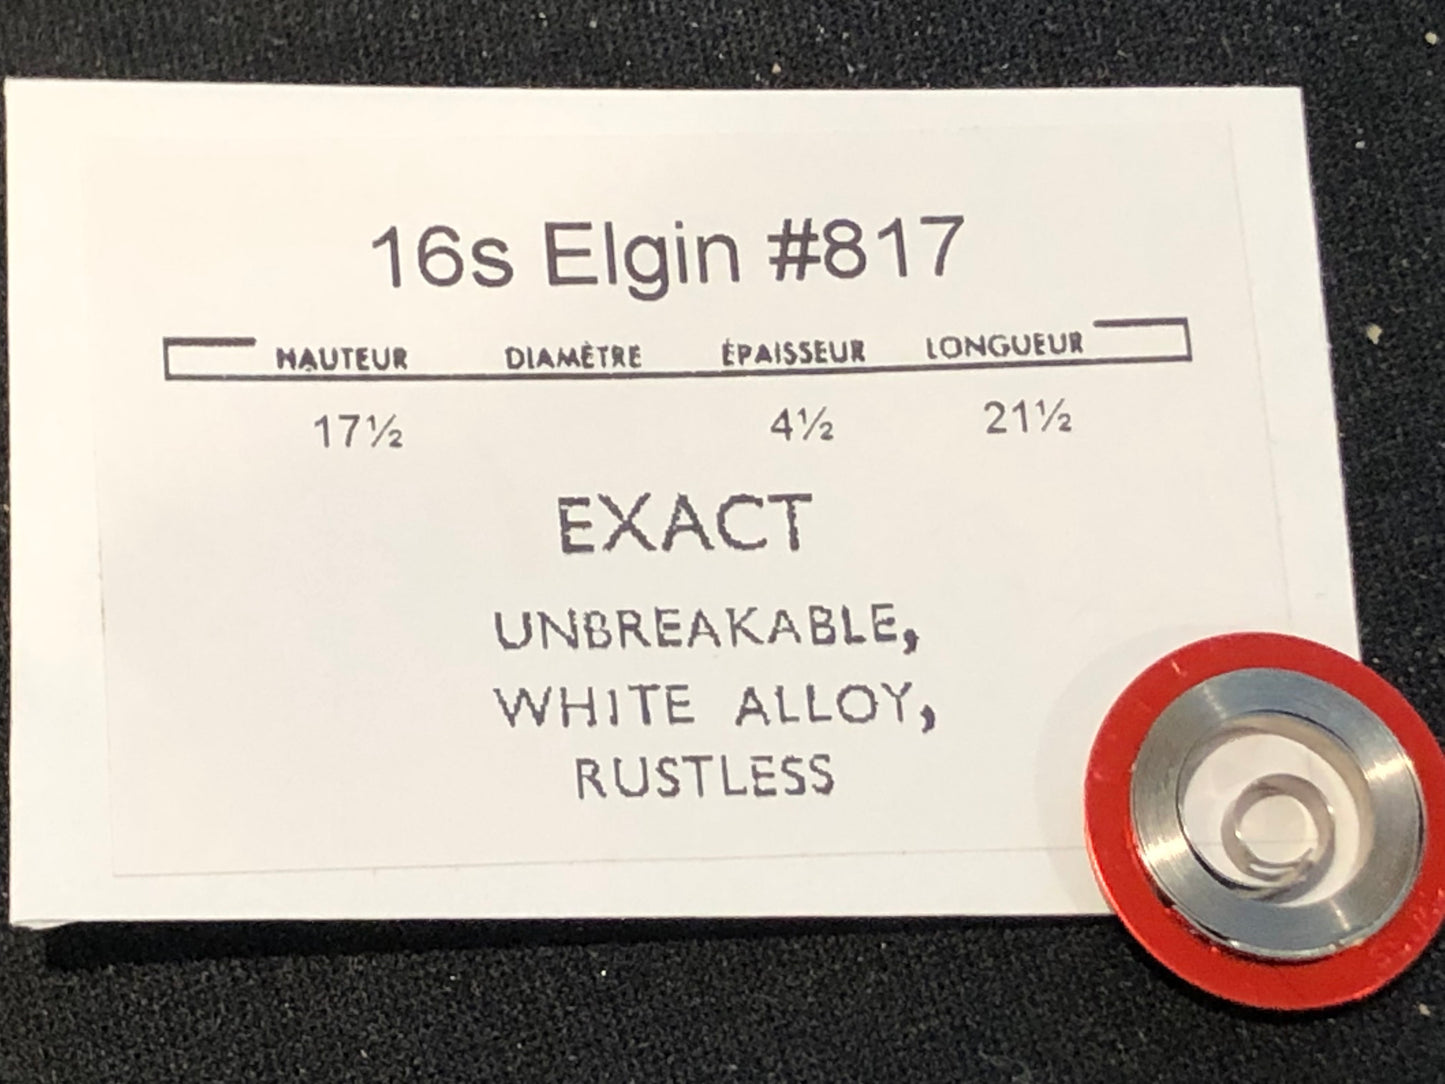 16s Elgin #817
HAUTEUR DIAMÈTRE ÉPAISSEUR LONGUEUR
17½ 4½ 21½
EXACT
UNBREAKABLE,
WHITE ALLOY,
RUSTLESS